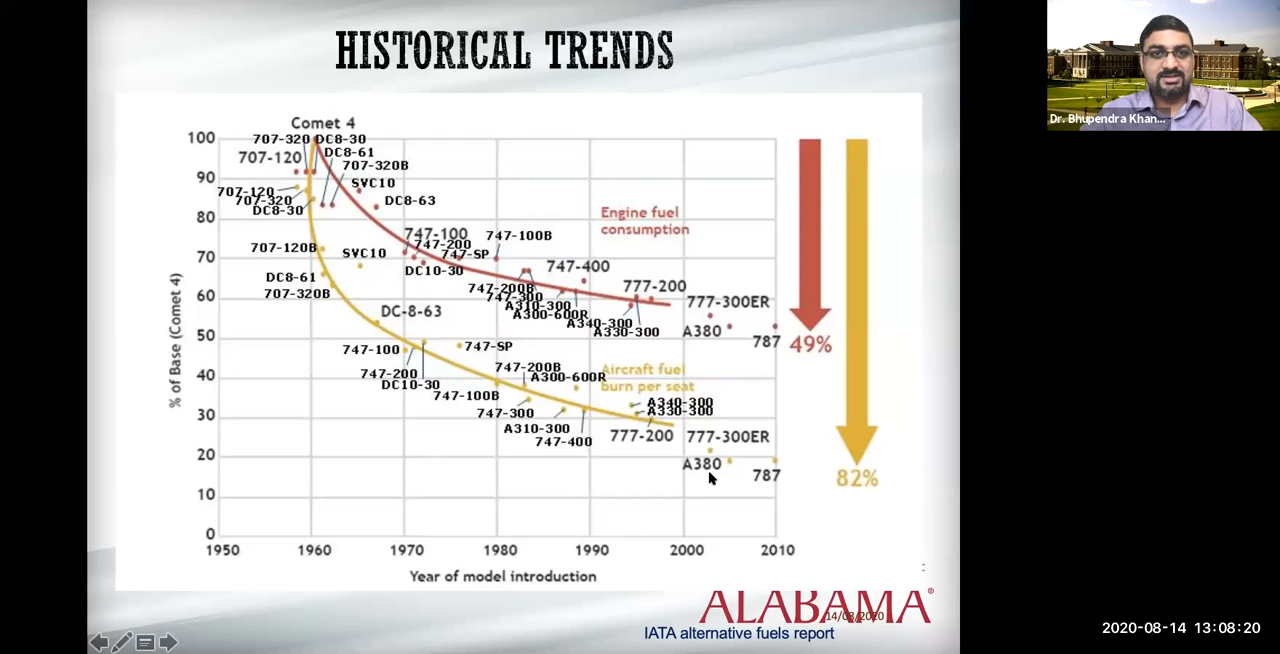 HISTORICAL TRENDS
Dr. Bhupendra Khan...
Comet 4
100
707-320
DC8-30
707-120
DC8-61
707-320B
90
SVC10
707-120
707-320
DC8-30
DC8-63
Engine fuel
consumption
80
747-100
747-200
747-100B
707-120B
SVC10
747-SP
70
DC10-30
747-400
DC8-61
707-320B
747-200B
747-300
777-200
60
A310-300
A300-600R
777-300ER
DC-8-63
A340-300
A330-300
A380
50
787
49%
747-100
747-SP
747-200
747-200B
Aircraft fuel
burn per seat
40
DC10-30
A300-600R
747-100B
A340-300
A330-300
30
747-300
A310-300
747-400
777-200
777-300ER
20
A380
787
82%
10
0
% of Base (Comet 4)
1950
1960
1970
1980
1990
2000
2010
Year of model introduction
ALABAMA®
14/08/2020
IATA alternative fuels report
2020-08-14 13:08:20